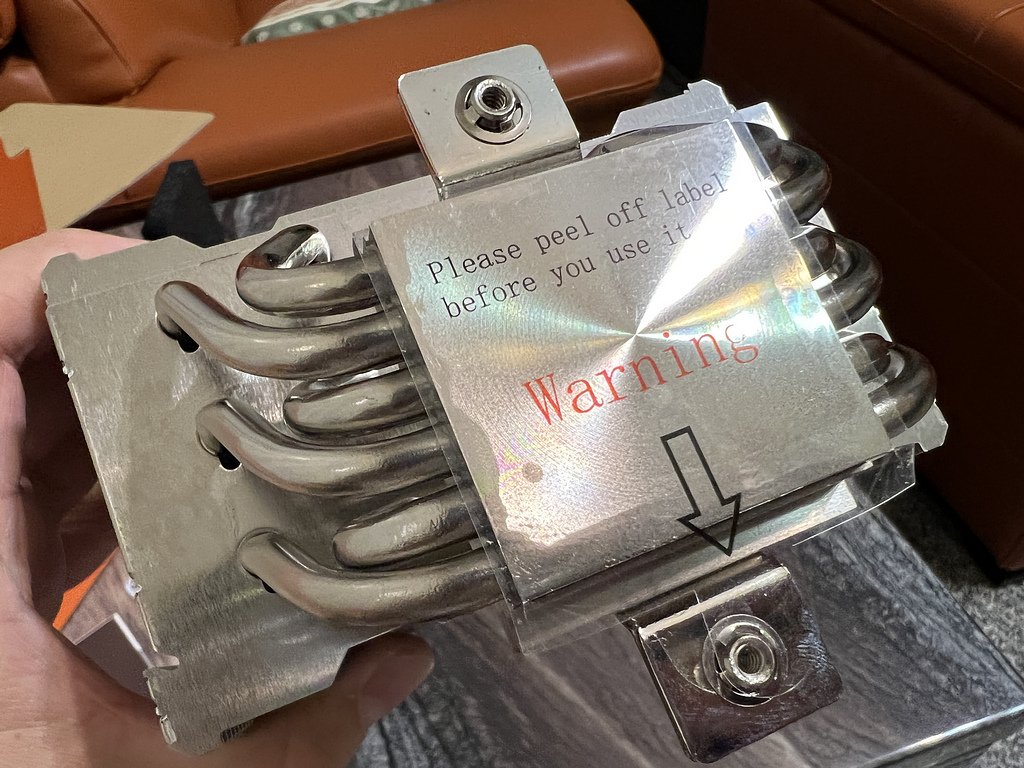 Please peel off label
before you use it
Warning